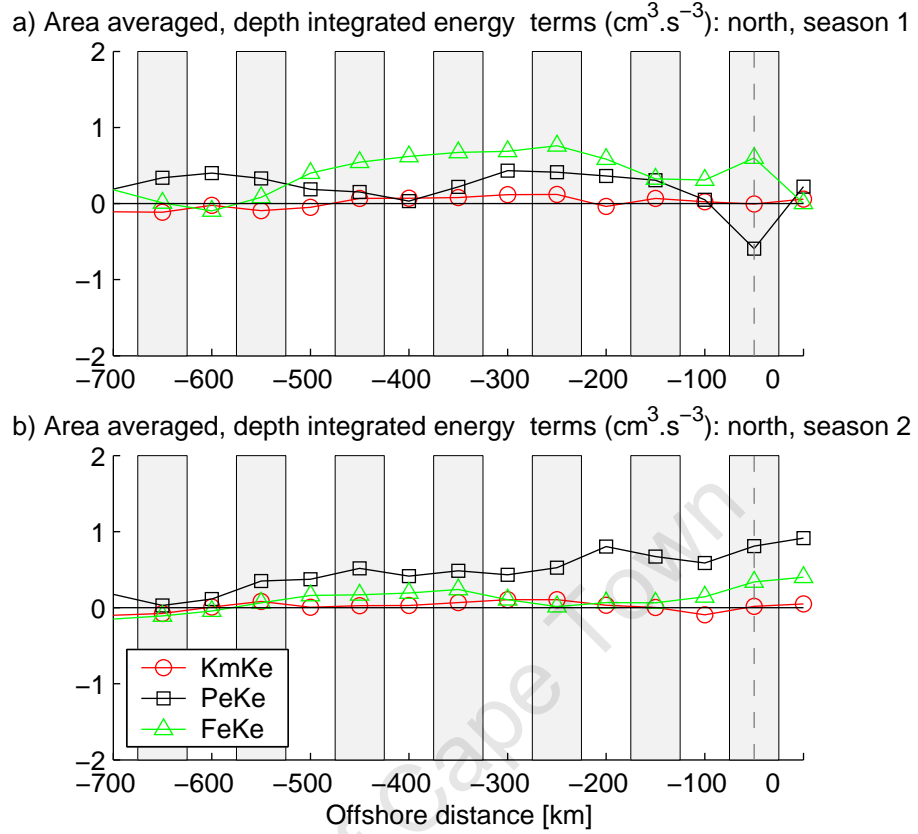 a) Area averaged, depth integrated energy terms (cm³.s⁻³): north, season 1
2
1
0
−1
−2
−700 −600 −500 −400 −300 −200 −100 0
b) Area averaged, depth integrated energy terms (cm³.s⁻³): north, season 2
2
1
0
−1
−2
KmKe
PeKe
FeKe
−700 −600 −500 −400 −300 −200 −100 0
Offshore distance [km]
Cape Town